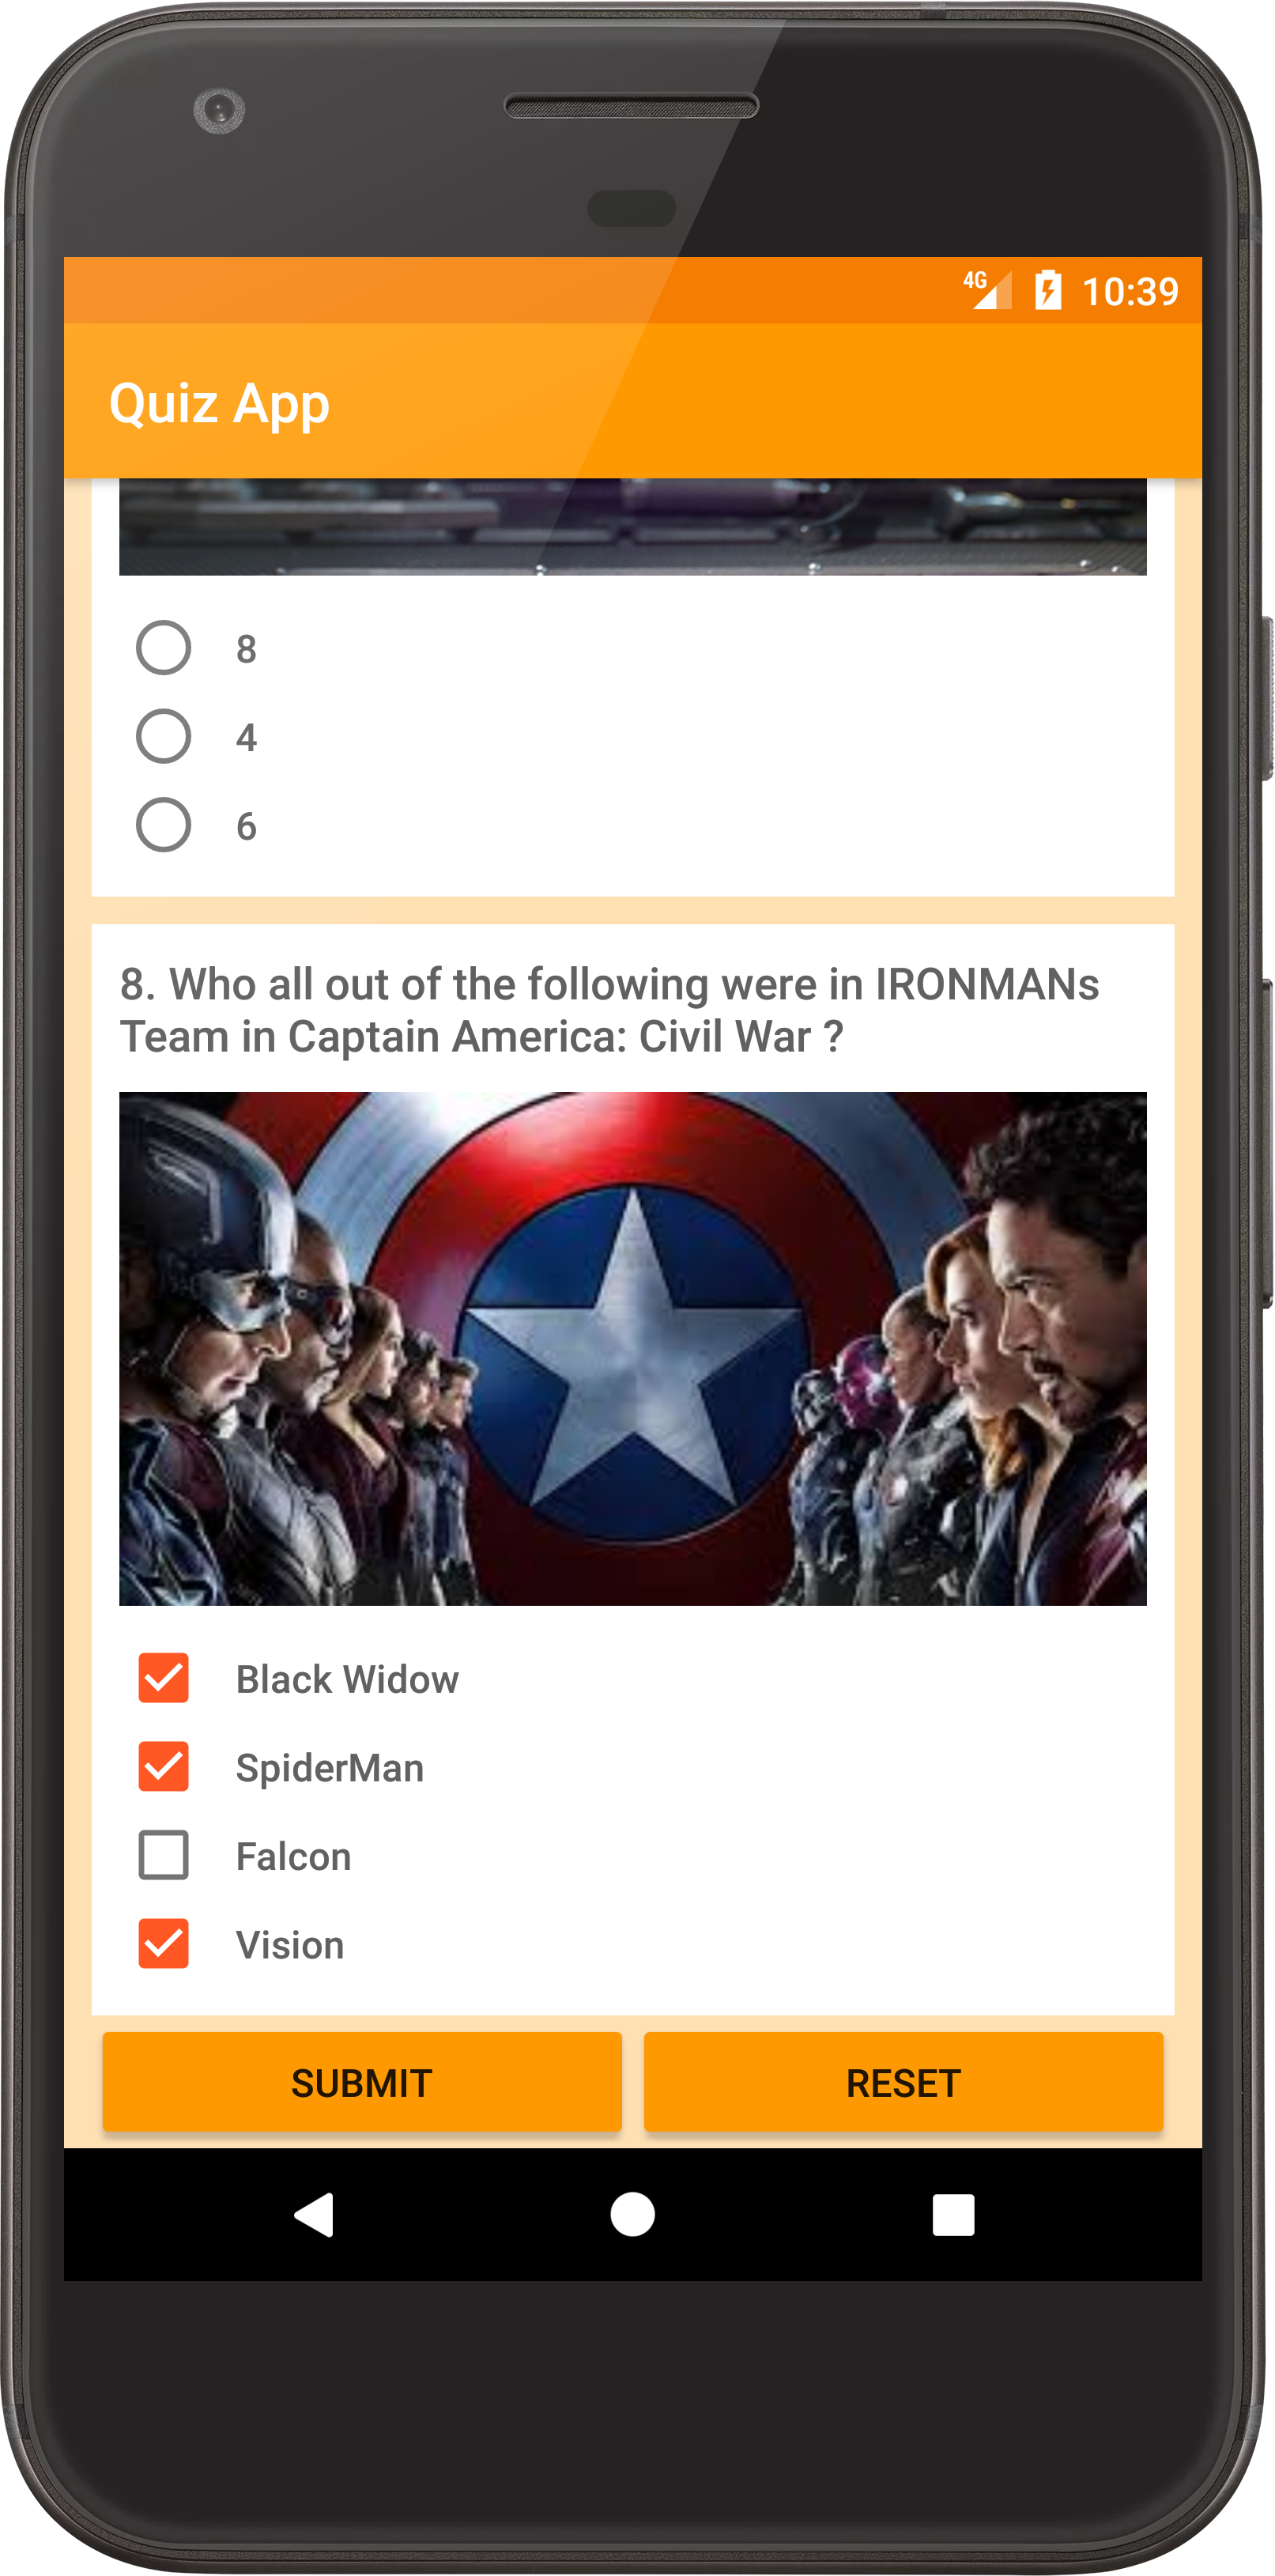 4G 10:39
Quiz App
8
4
6
8. Who all out of the following were in IRONMANs
Team in Captain America: Civil War ?
Black Widow
SpiderMan
Falcon
Vision
SUBMIT RESET